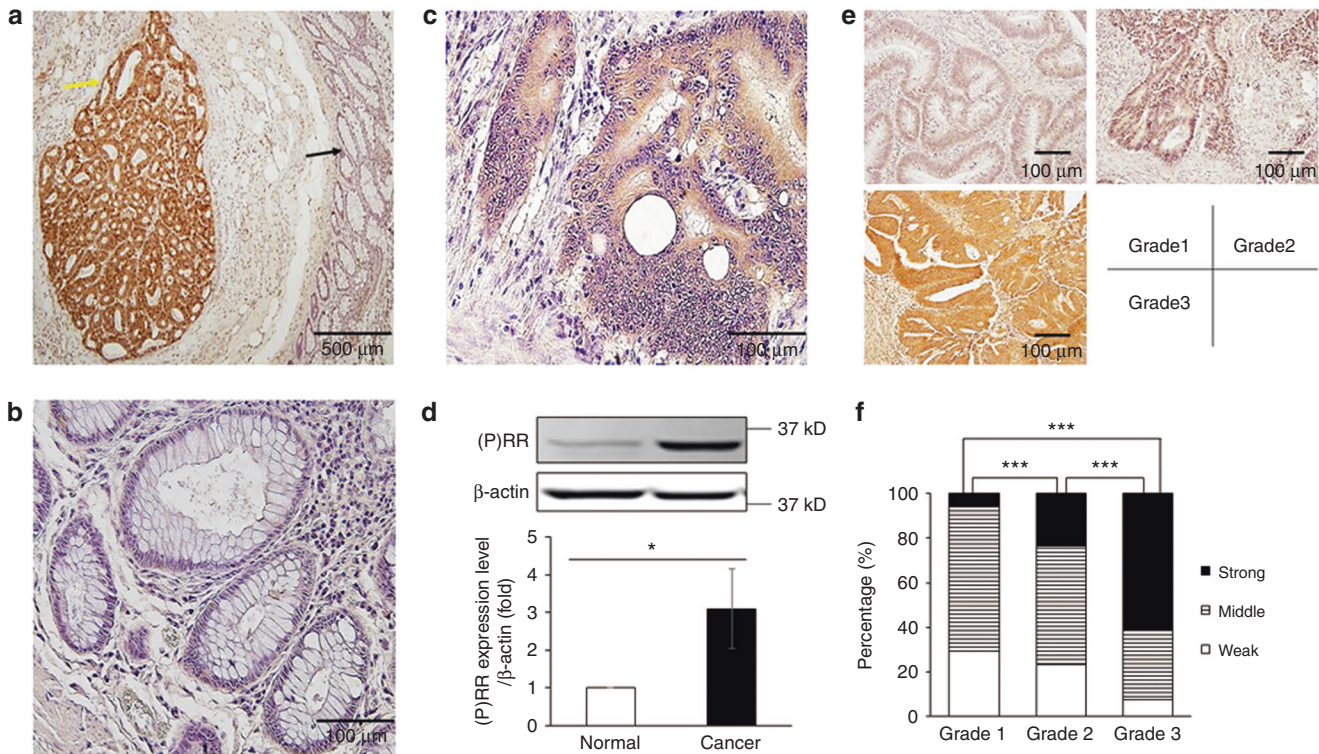 a
500 μm
b
100 μm
c
100 μm
d
(P)RR
37 kD
β-actin
37 kD
(P)RR expression level
/β-actin (fold)
5
4
3
2
1
0
*
Normal
Cancer
e
100 μm
100 μm
100 μm
Grade1
Grade2
Grade3
f
***
***
***
Percentage (%)
100
80
60
40
20
0
Grade 1
Grade 2
Grade 3
Strong
Middle
Weak